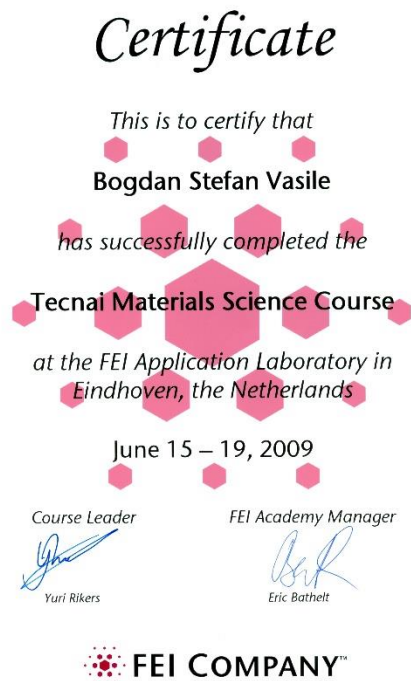 Certificate
This is to certify that
Bogdan Stefan Vasile
has successfully completed the
Tecnai Materials Science Course
at the FEI Application Laboratory in
Eindhoven, the Netherlands
June 15 – 19, 2009
Course Leader
FEI Academy Manager
Yuri Rikers
Eric Bathelt
FEI COMPANY™